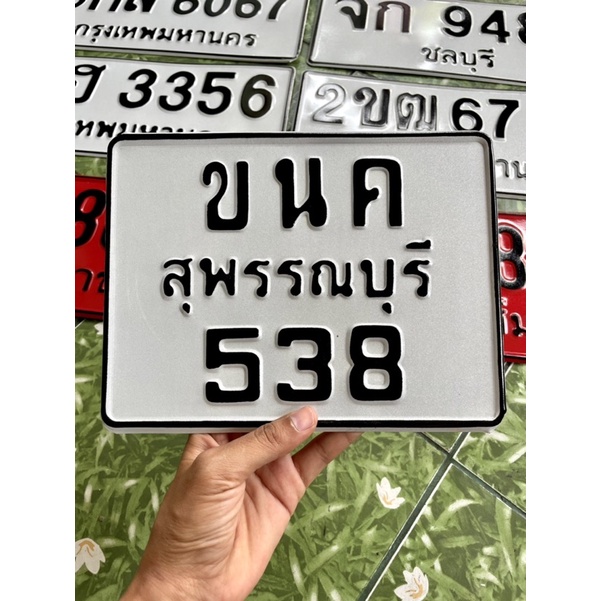 6067
กรุงเทพมหานคร
จก 948
ชลบุรี
3356
2ขฒ 67
ขนค
สุพรรณบุรี
538